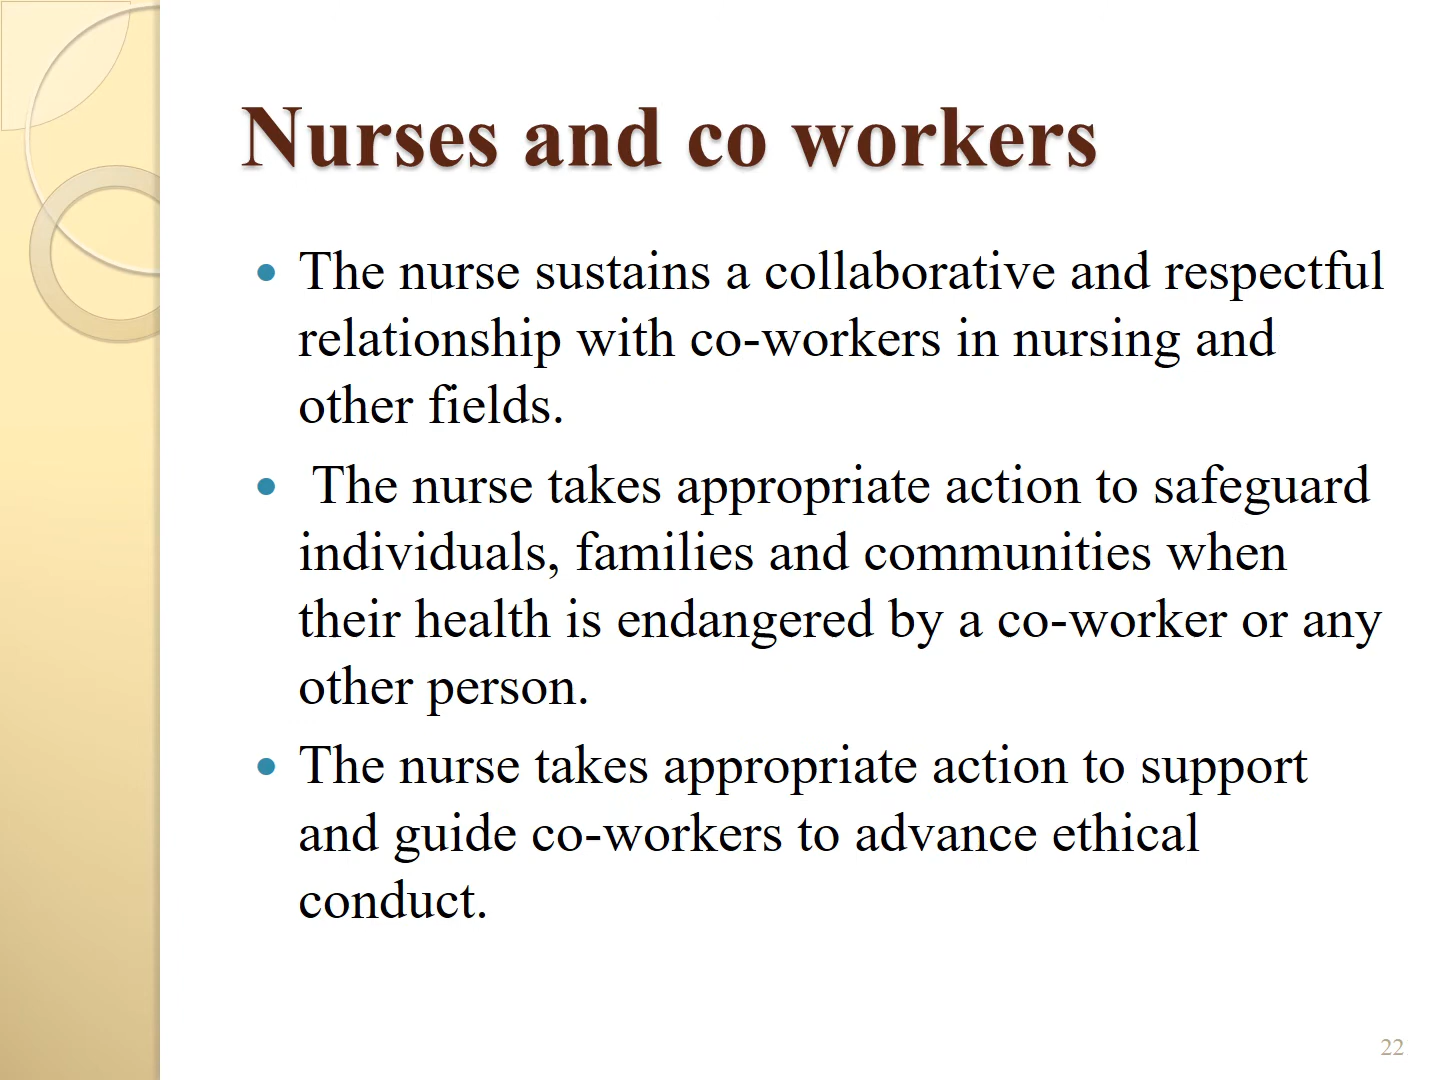 Nurses and co workers
• The nurse sustains a collaborative and respectful
relationship with co-workers in nursing and
other fields.
• The nurse takes appropriate action to safeguard
individuals, families and communities when
their health is endangered by a co-worker or any
other person.
• The nurse takes appropriate action to support
and guide co-workers to advance ethical
conduct.
22